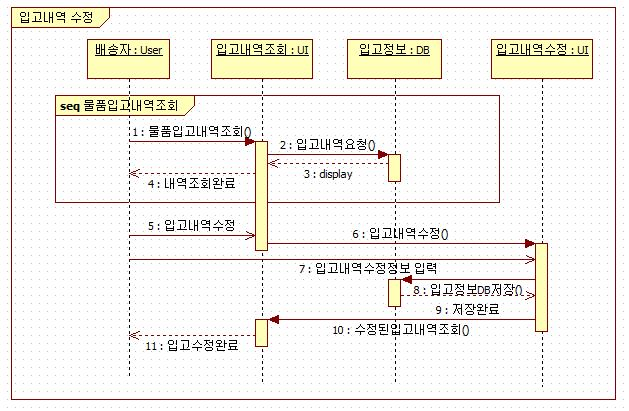 입고내역 수정
배송자 : User
입고내역조회 : UI
입고정보 : DB
입고내역수정 : UI
seq 물품입고내역조회
1 : 물품입고내역조회()
2 : 입고내역요청()
3 : display
4 : 내역조회완료
5 : 입고내역수정
6 : 입고내역수정()
7 : 입고내역수정정보 입력
8 : 입고정보DB저장()
9 : 저장완료
10 : 수정된입고내역조회()
11 : 입고수정완료